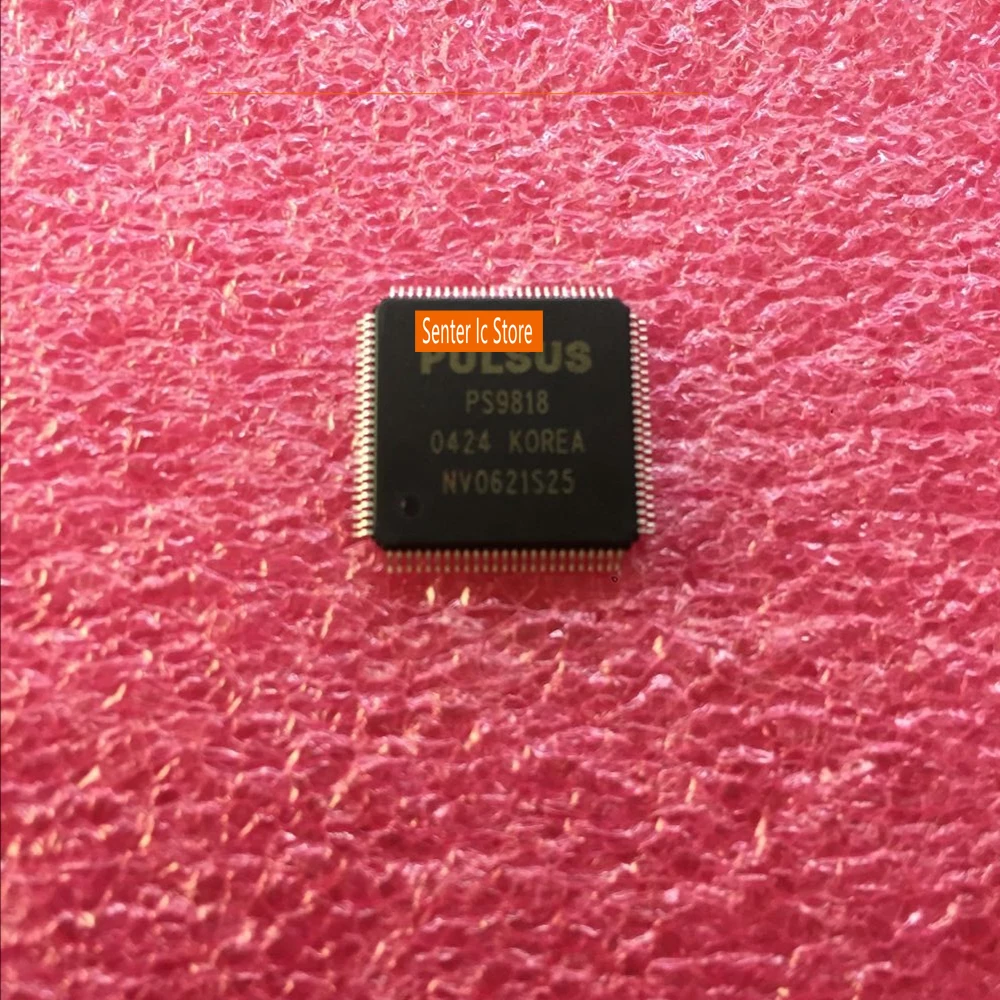 Senter Ic Store
PULSUS
PS9818
0424 KOREA
NV0621S25